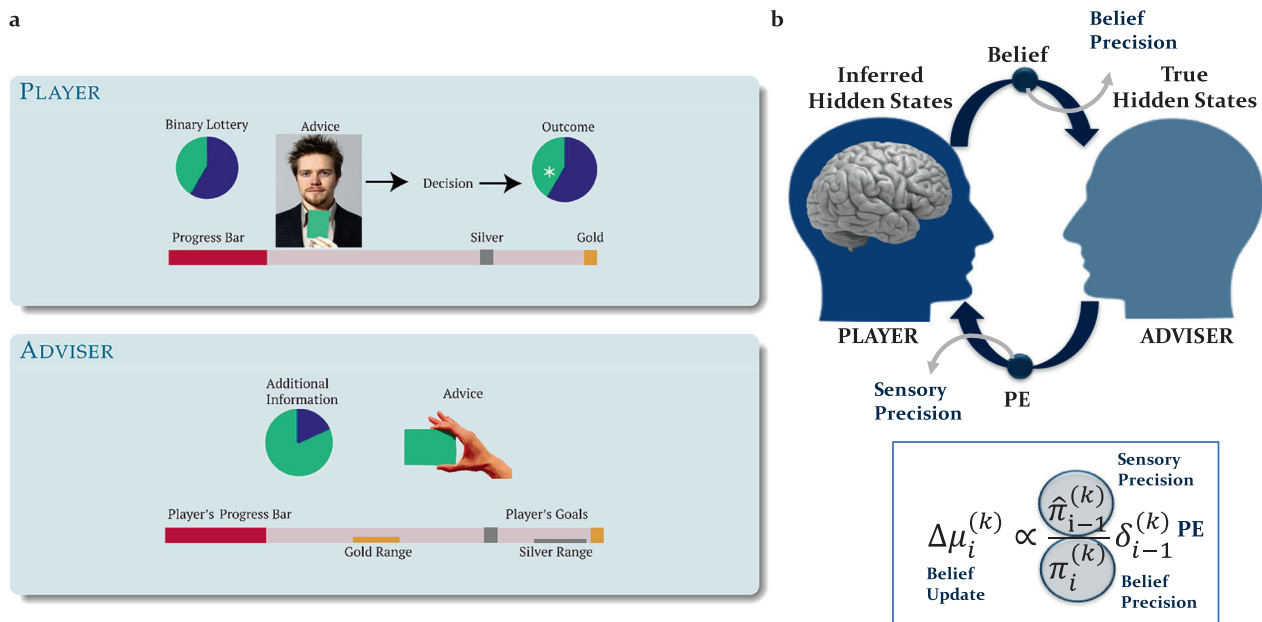 a
PLAYER
Binary Lottery
Advice
Outcome
Decision
Progress Bar
Silver
Gold
ADVISER
Additional
Information
Advice
Player's Progress Bar
Player's Goals
Gold Range
Silver Range
b
Belief
Belief
Precision
Inferred
Hidden States
True
Hidden States
PLAYER
ADVISER
Sensory
Precision
PE
Sensory
Precision
Δμ_i^(k) ∝ π̂_{i−1}^(k) / π_i^(k) δ_{i−1}^(k) PE
Belief
Update
Belief
Precision